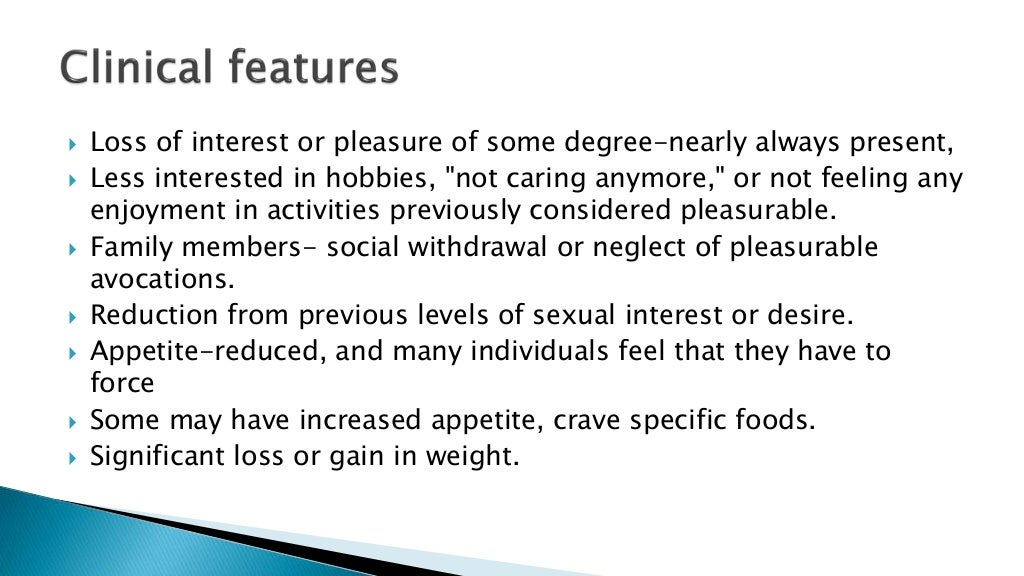 Clinical features
Loss of interest or pleasure of some degree-nearly always present,
Less interested in hobbies, "not caring anymore," or not feeling any
enjoyment in activities previously considered pleasurable.
Family members- social withdrawal or neglect of pleasurable
avocations.
Reduction from previous levels of sexual interest or desire.
Appetite-reduced, and many individuals feel that they have to
force
Some may have increased appetite, crave specific foods.
Significant loss or gain in weight.